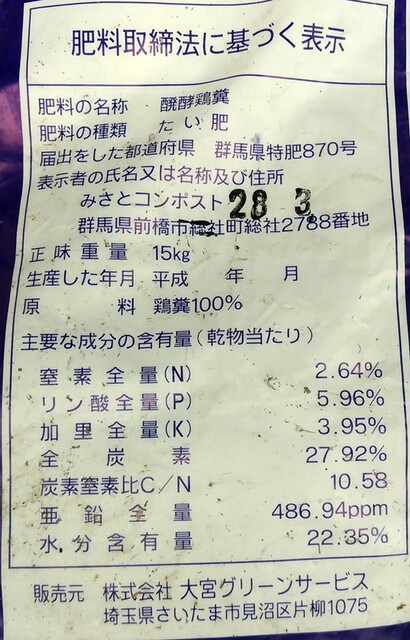 肥料取締法に基づく表示
肥料の名称 醗酵鶏糞
肥料の種類 たい肥
届出をした都道府県 群馬県特肥870号
表示者の氏名又は名称及び住所
みさとコンポスト 28 3
群馬県前橋市総社町総社2788番地
正味重量 15kg
生産した年月 平成 年 月
原料 鶏糞100%
主要な成分の含有量(乾物当たり)
窒素全量(N) 2.64%
リン酸全量(P) 5.96%
加里全量(K) 3.95%
全炭素 27.92%
炭素窒素比C/N 10.58
亜鉛全量 486.94ppm
水分含有量 22.35%
販売元 株式会社 大宮グリーンサービス
埼玉県さいたま市見沼区片柳1075